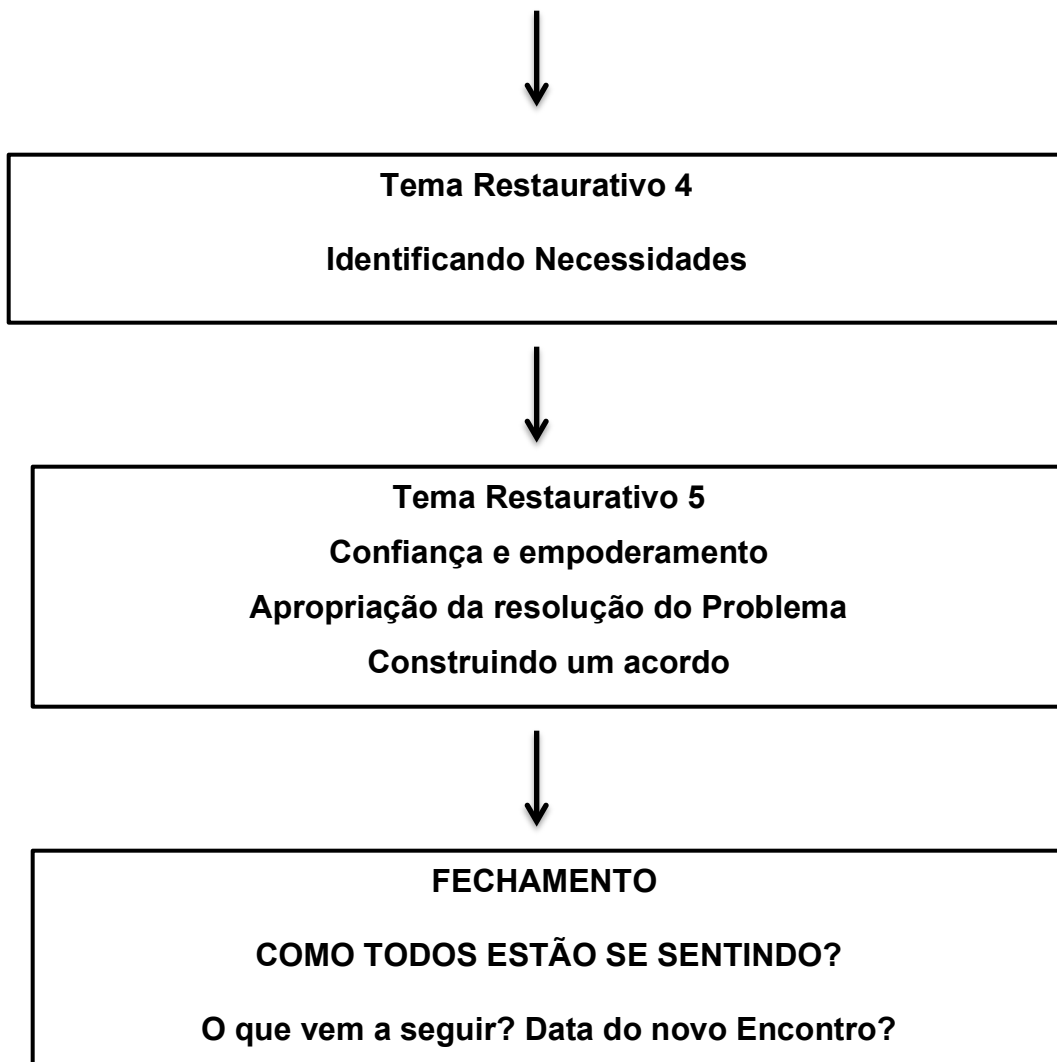 Tema Restaurativo 4
Identificando Necessidades
Tema Restaurativo 5
Confiança e empoderamento
Apropriação da resolução do Problema
Construindo um acordo
FECHAMENTO
COMO TODOS ESTÃO SE SENTINDO?
O que vem a seguir? Data do novo Encontro?